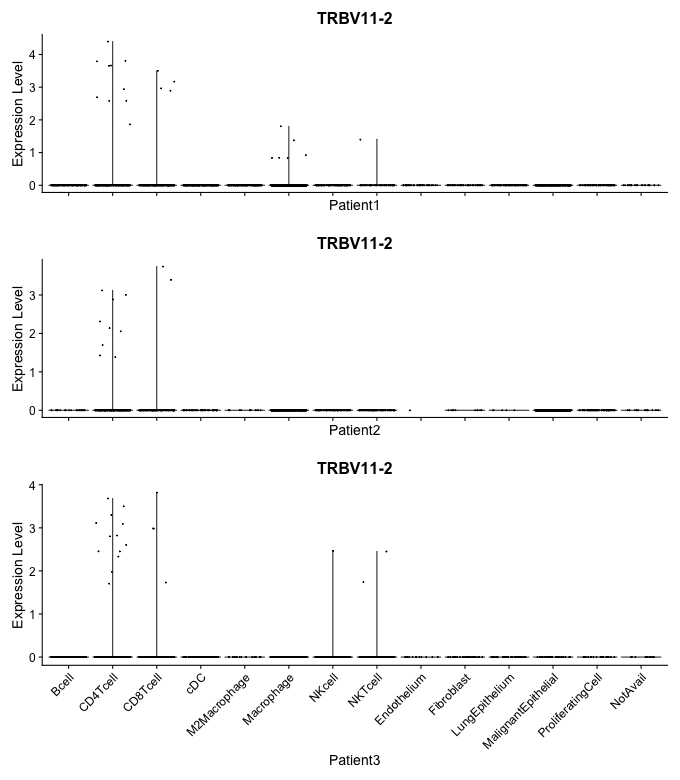 TRBV11-2
Expression Level
4
3
2
1
0
Patient1
TRBV11-2
Expression Level
3
2
1
0
Patient2
TRBV11-2
Expression Level
4
3
2
1
0
Bcell
CD4Tcell
CD8Tcell
cDC
M2Macrophage
Macrophage
NKcell
NKTcell
Endothelium
Fibroblast
LungEpithelium
MalignantEpithelial
ProliferatingCell
NotAvail
Patient3